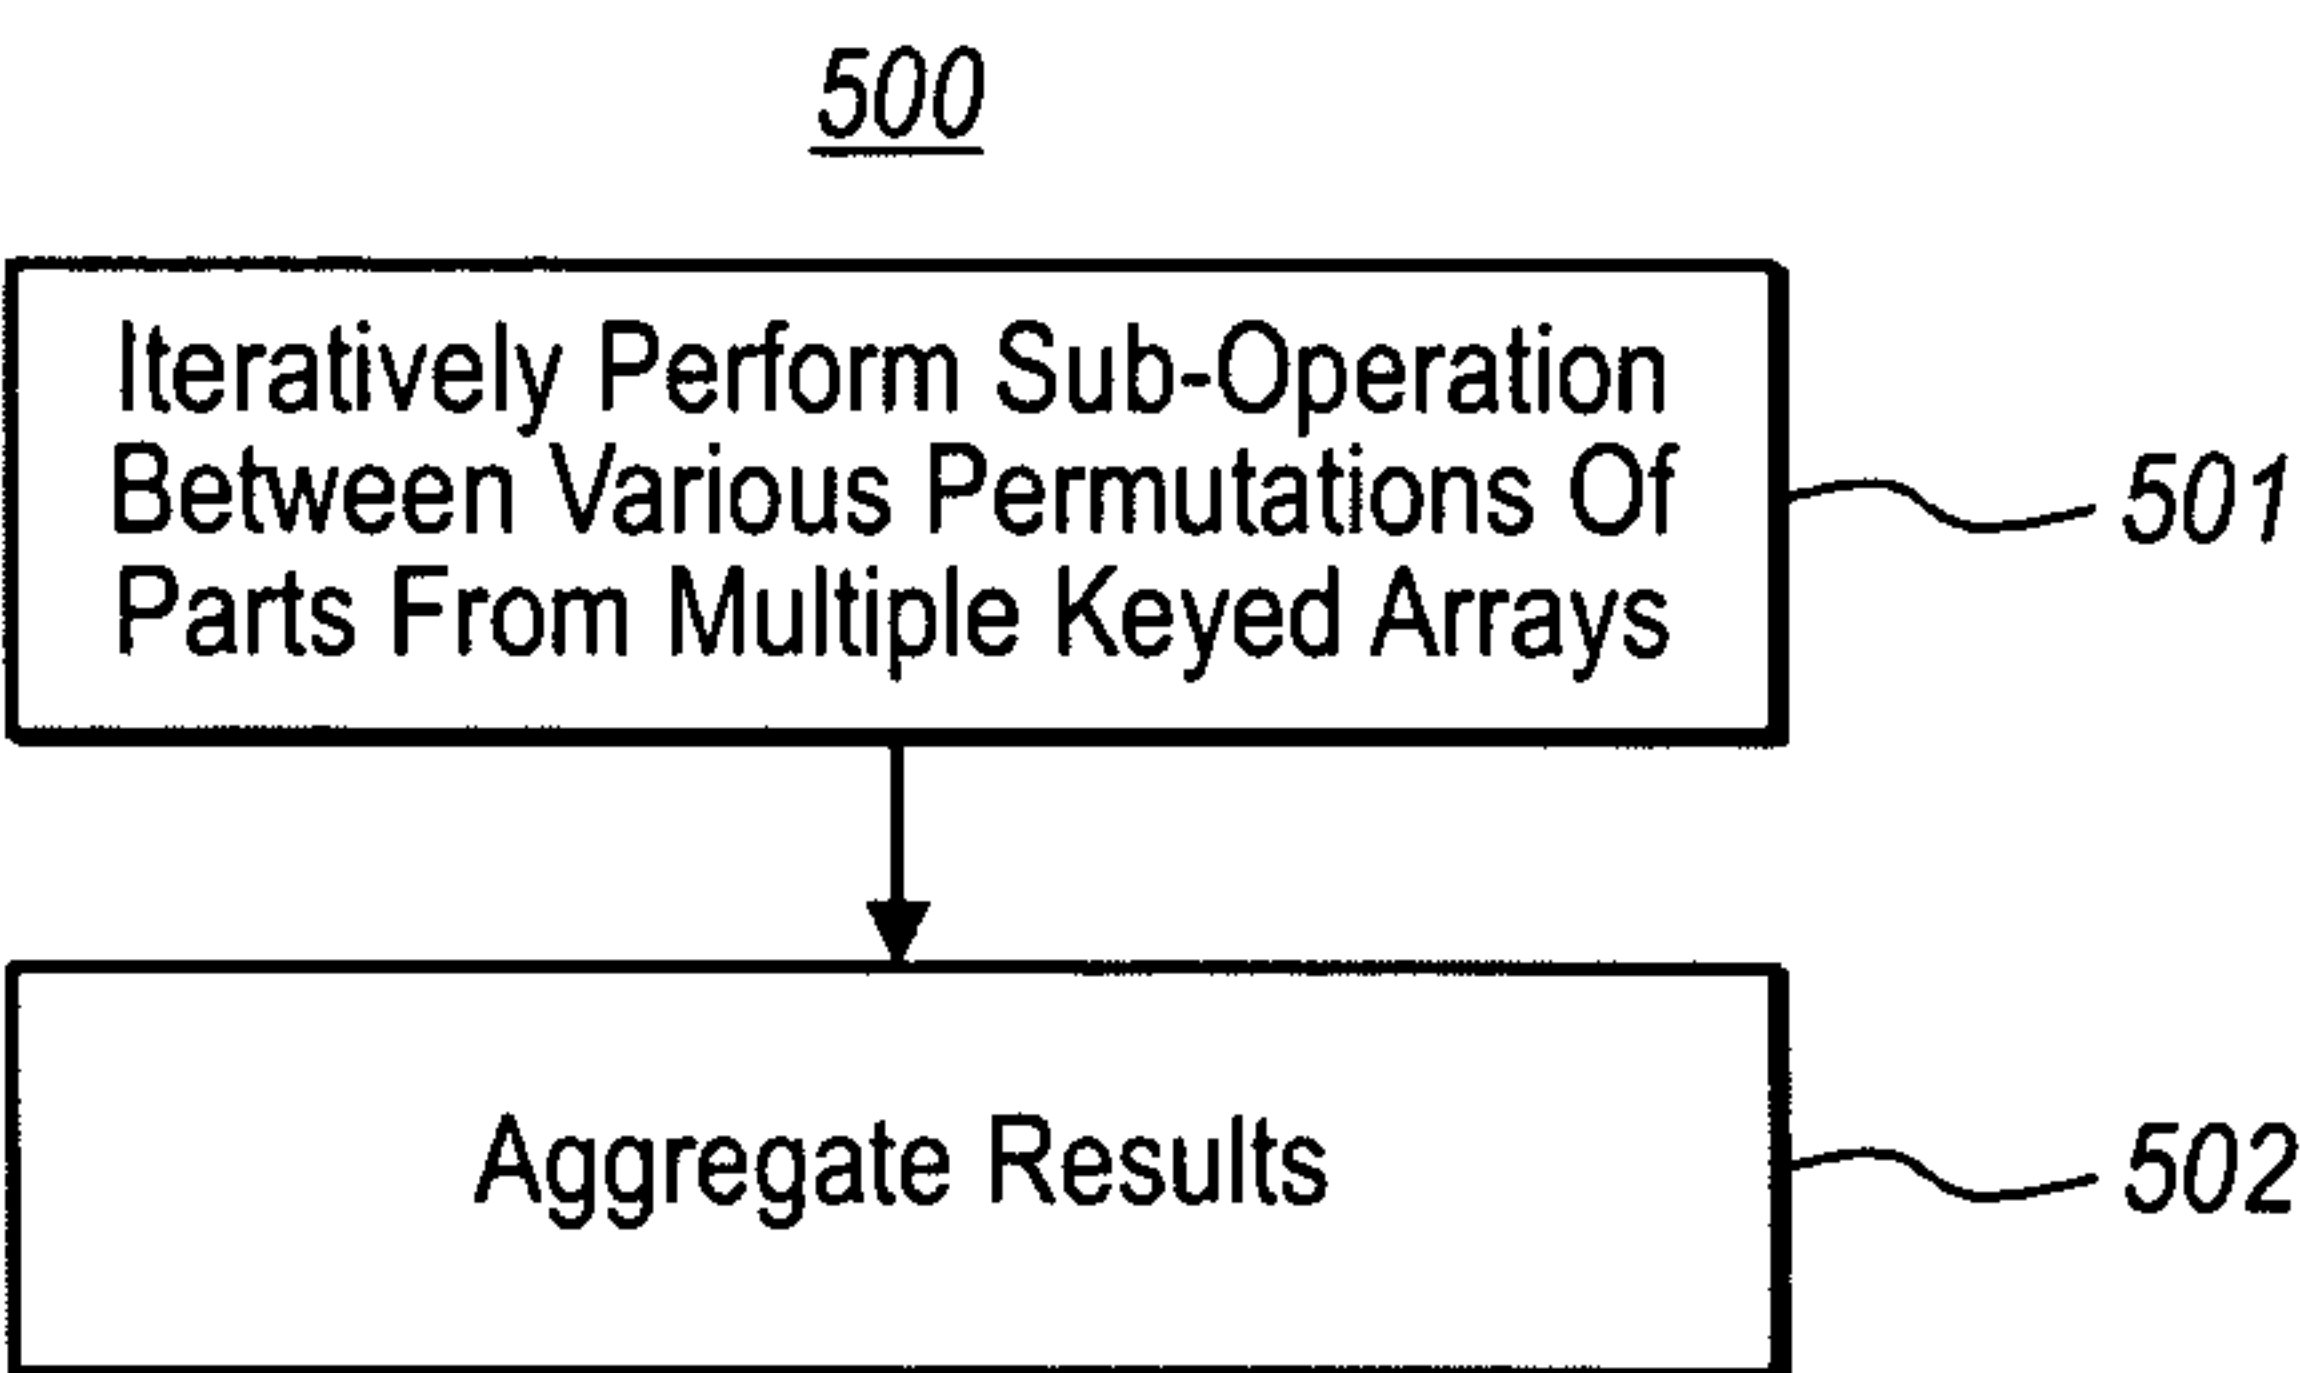 500
Iteratively Perform Sub-Operation
Between Various Permutations Of
Parts From Multiple Keyed Arrays
501
Aggregate Results
502